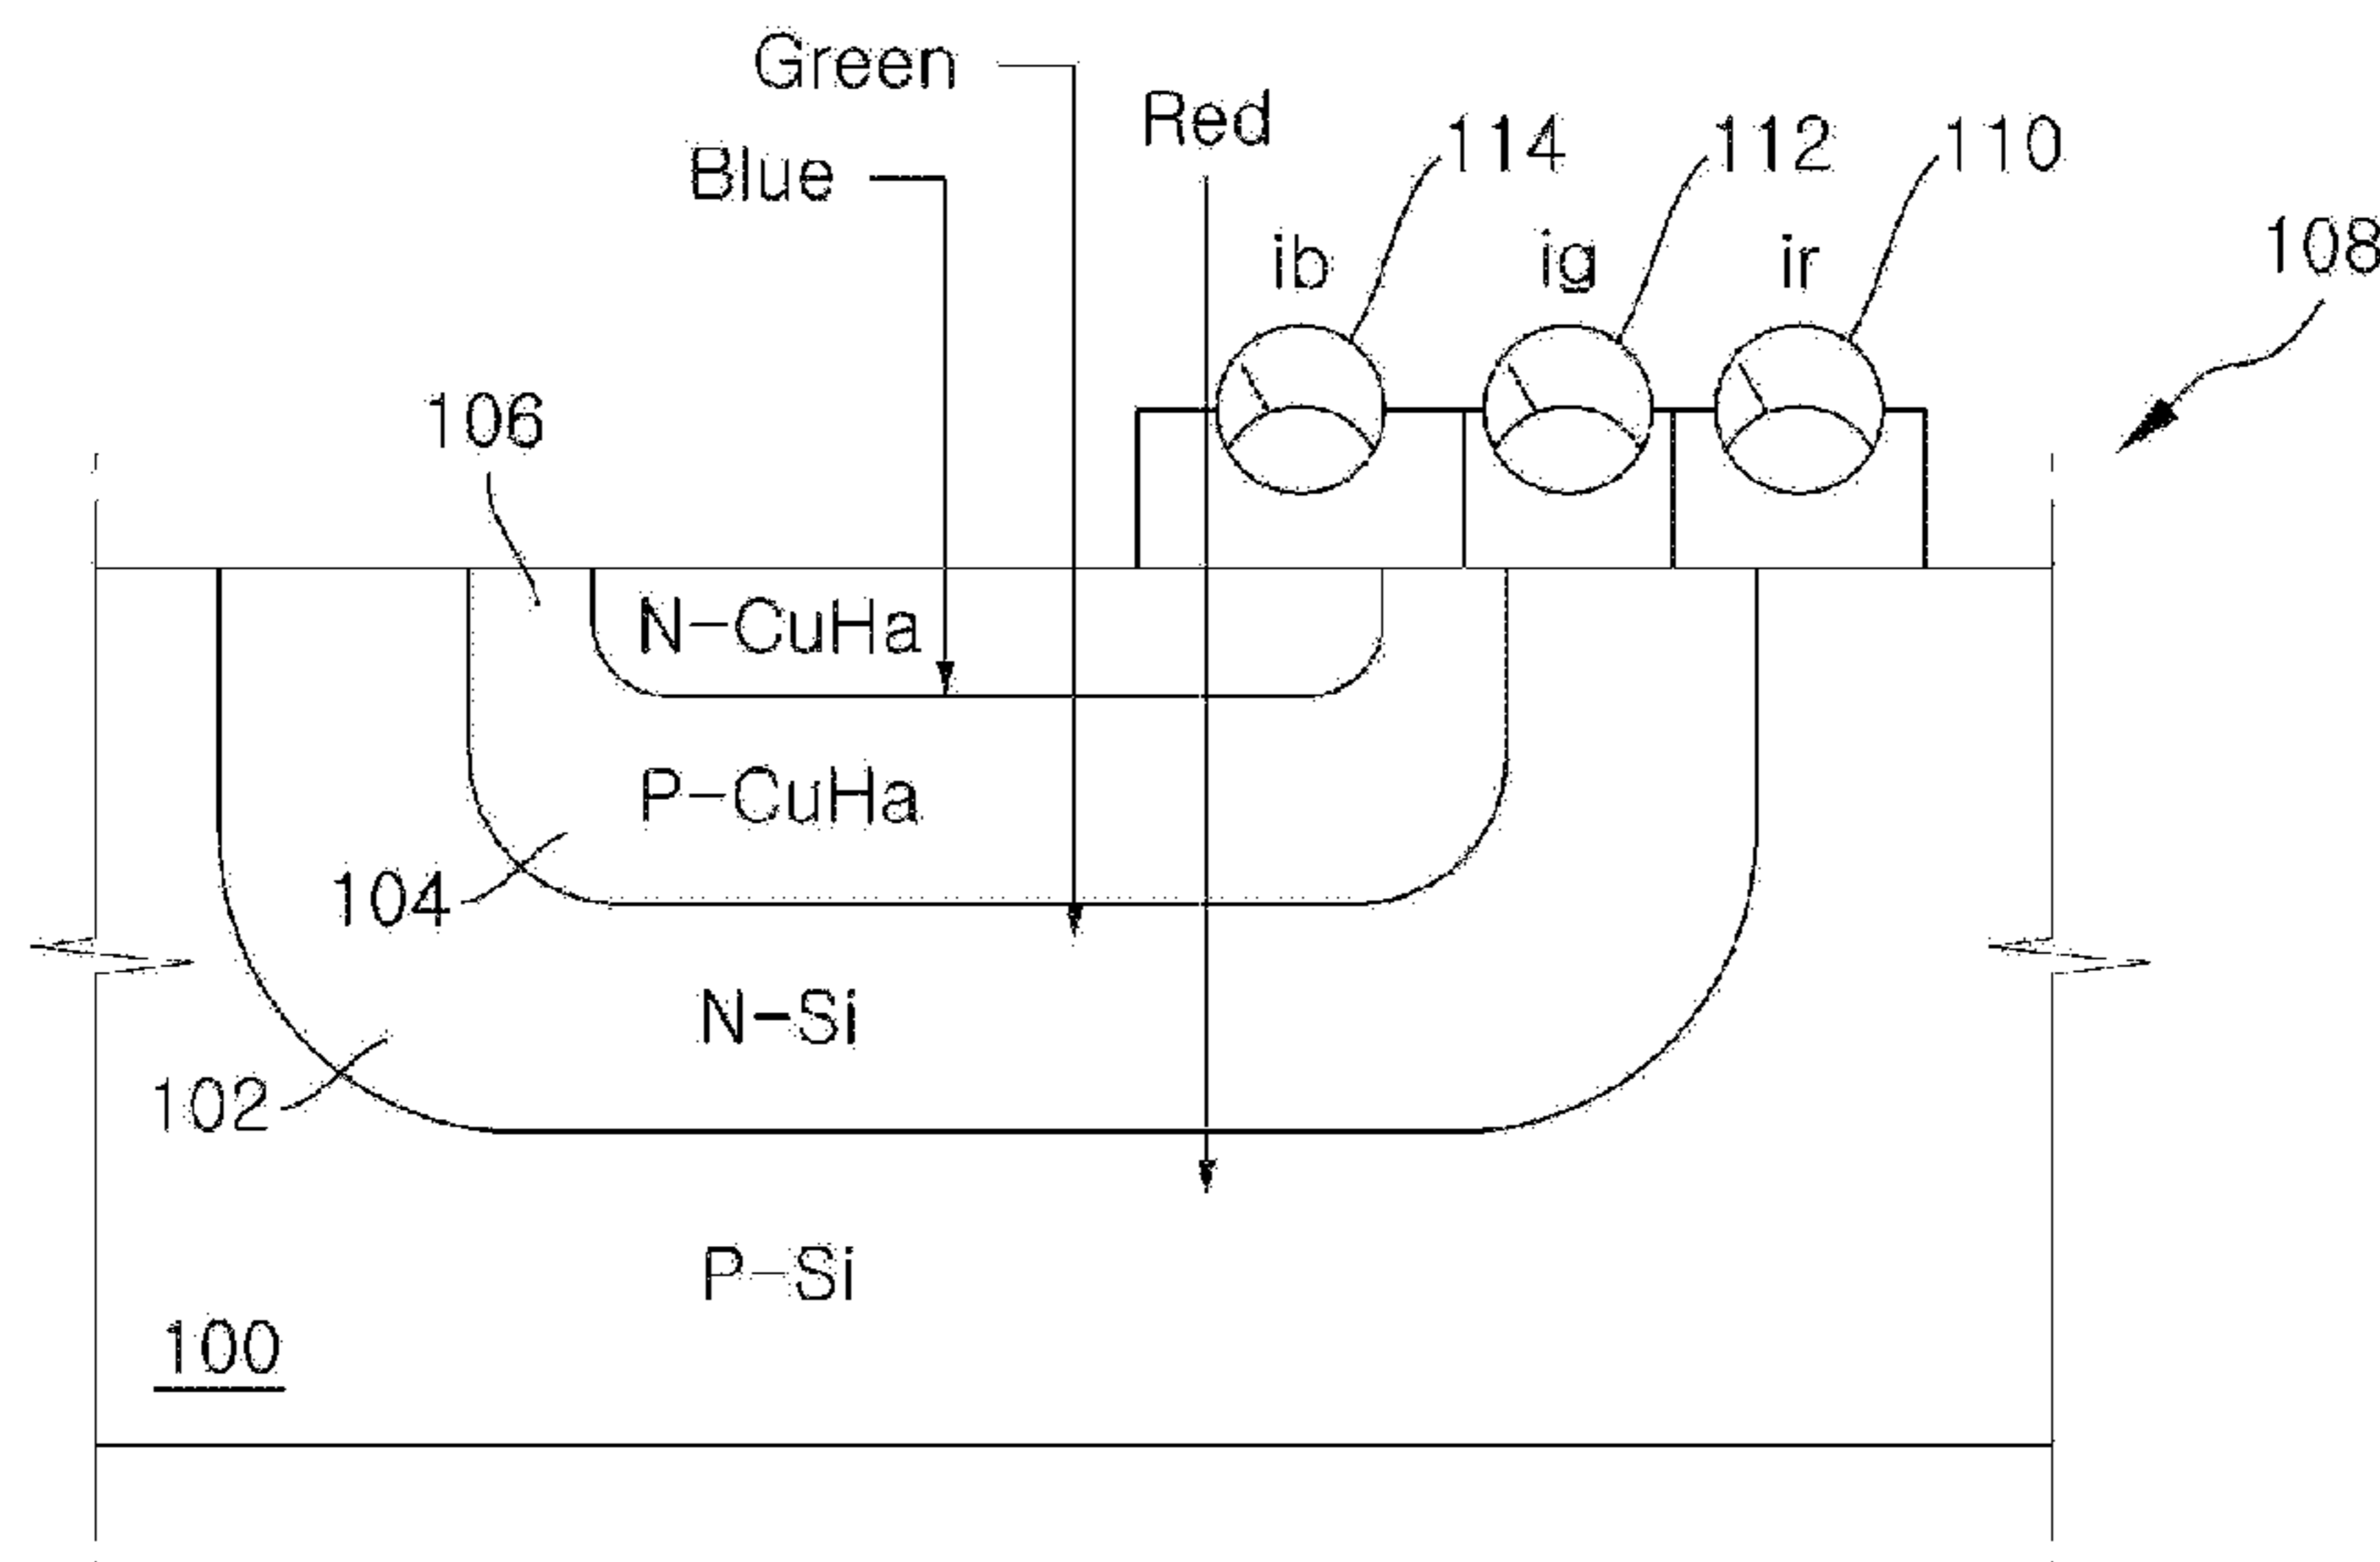 Green
Red
Blue
114
112
110
ib
ig
ir
108
106
N-CuHa
P-CuHa
104
N-Si
102
P-Si
100